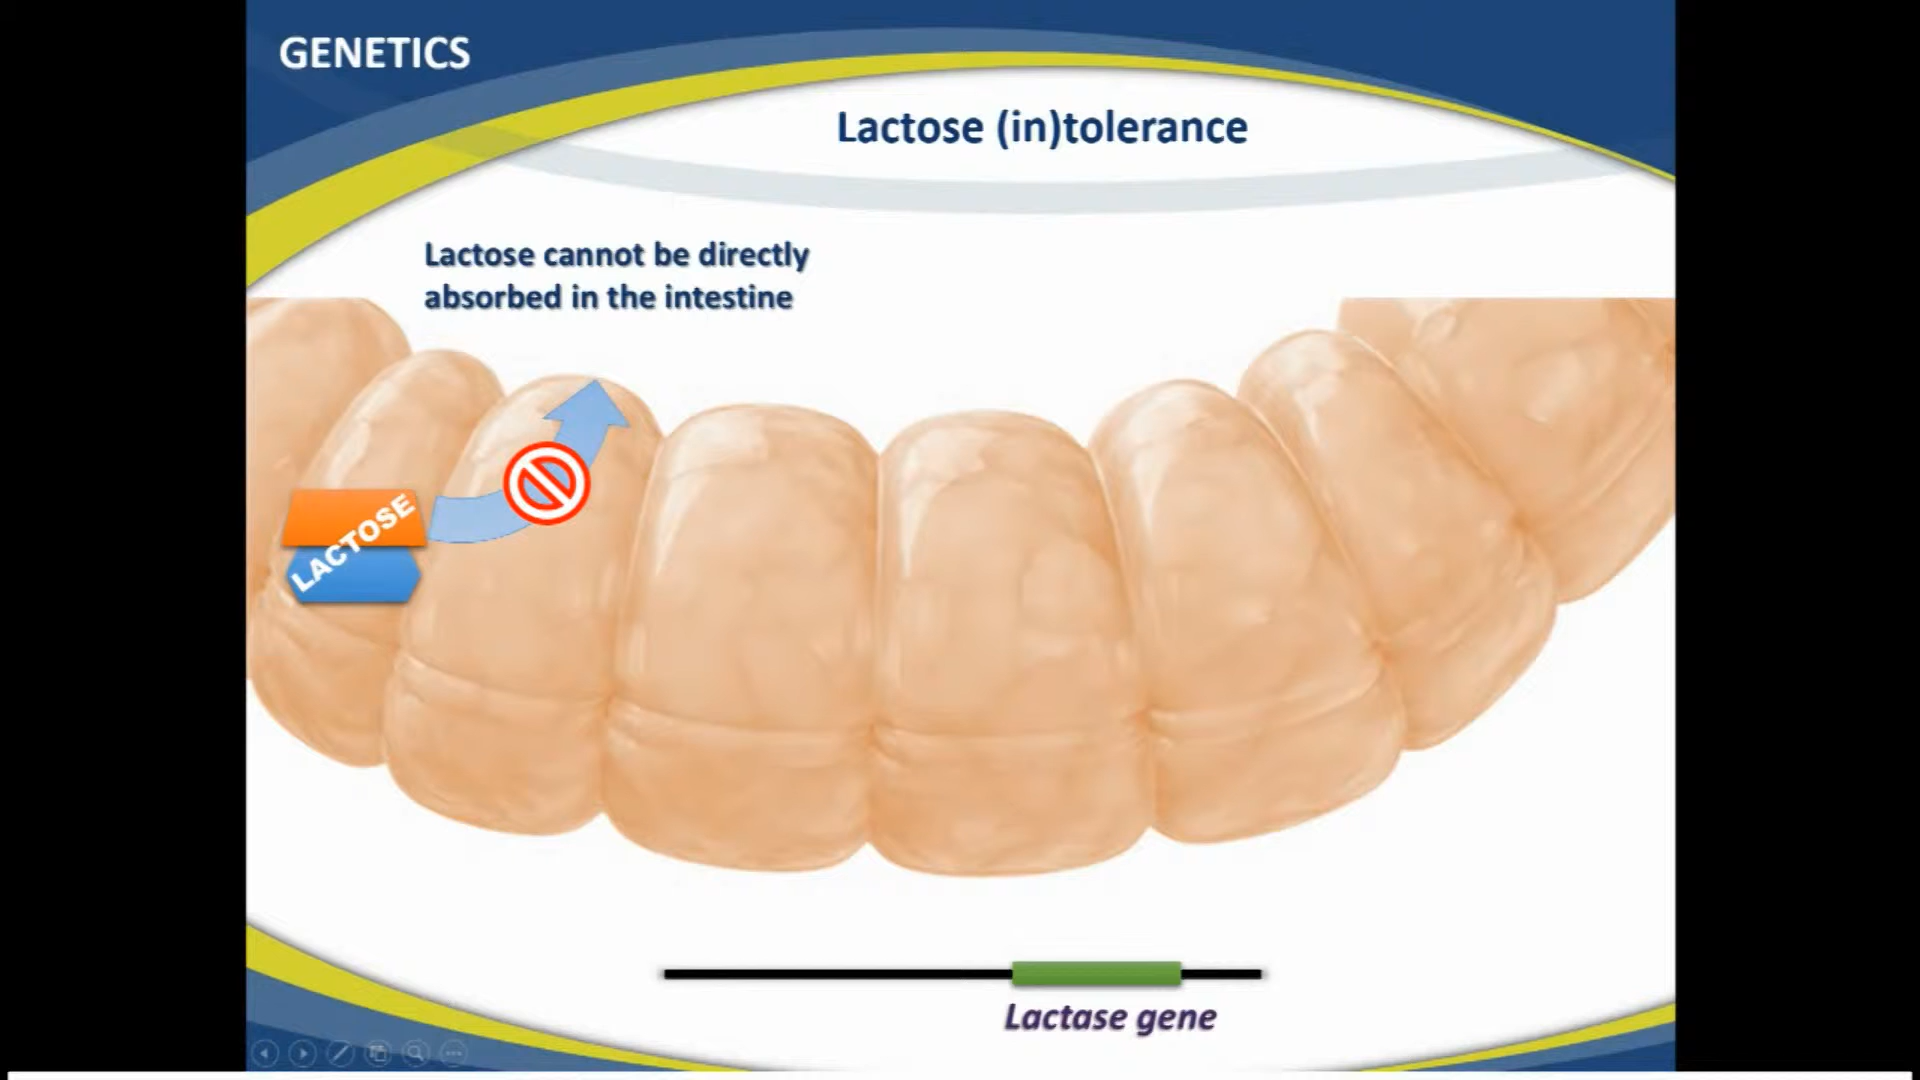 GENETICS
Lactose (in)tolerance
Lactose cannot be directly
absorbed in the intestine
LACTOSE
Lactase gene